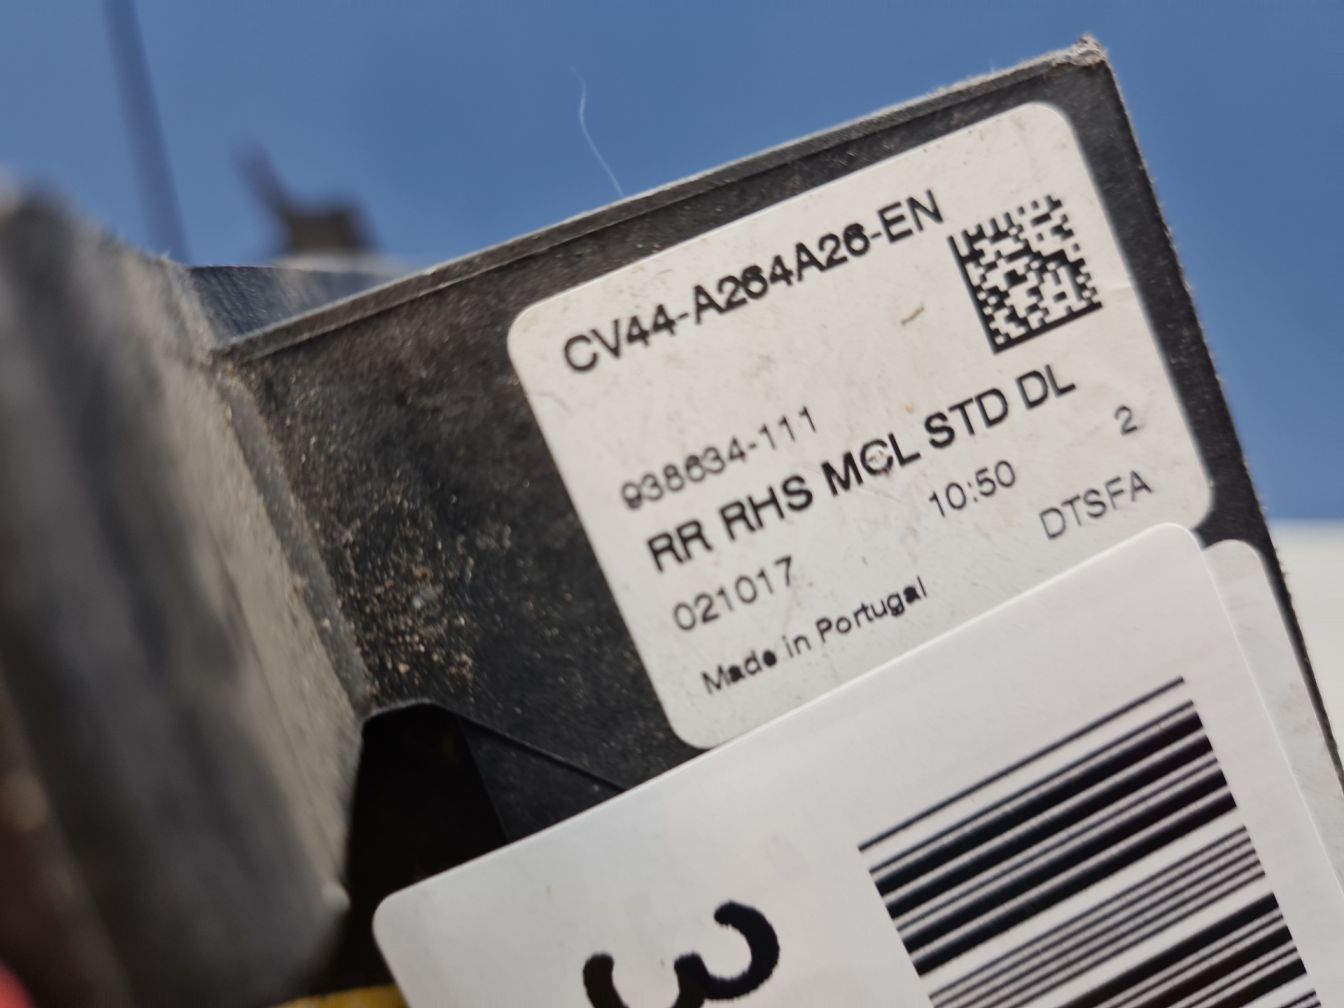 CV44-A264A26-EN
938634-111
RR RHS MCL STD DL
2
021017 10:50
DTSFA
Made in Portugal
3